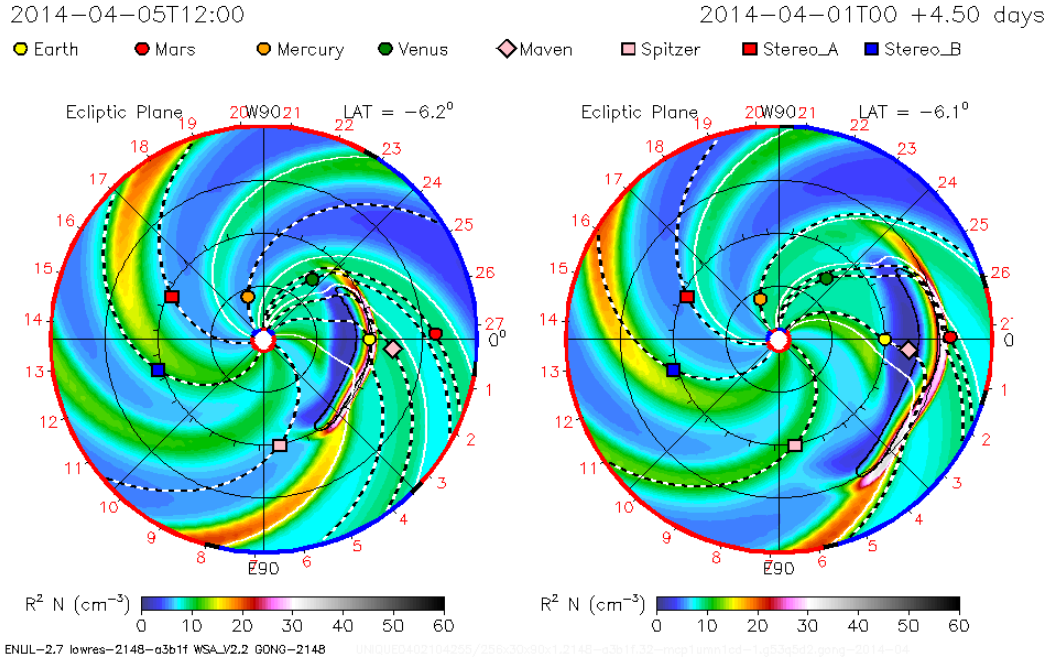 2014-04-05T12:00 2014-04-01T00 +4.50 days
Earth Mars Mercury Venus Maven Spitzer Stereo_A Stereo_B
Ecliptic Plane W90 LAT = -6.2⁰
20 21
19 22
18 23
17 24
16 25
15 26
14 27 0⁰
13 1
12 2
11 3
10 4
9 5
8 7 6
E90
R² N (cm⁻³)
0 10 20 30 40 50 60
Ecliptic Plane W90 LAT = -6.1⁰
20 21
19 22
18 23
17 24
16 25
15 26
14 0
13 1
12 2
11 3
10 4
9 5
8 7 6
E90
R² N (cm⁻³)
0 10 20 30 40 50 60
ENLIL-2.7 lowres-2148-a3b1f WSA_V2.2 GONG-2148